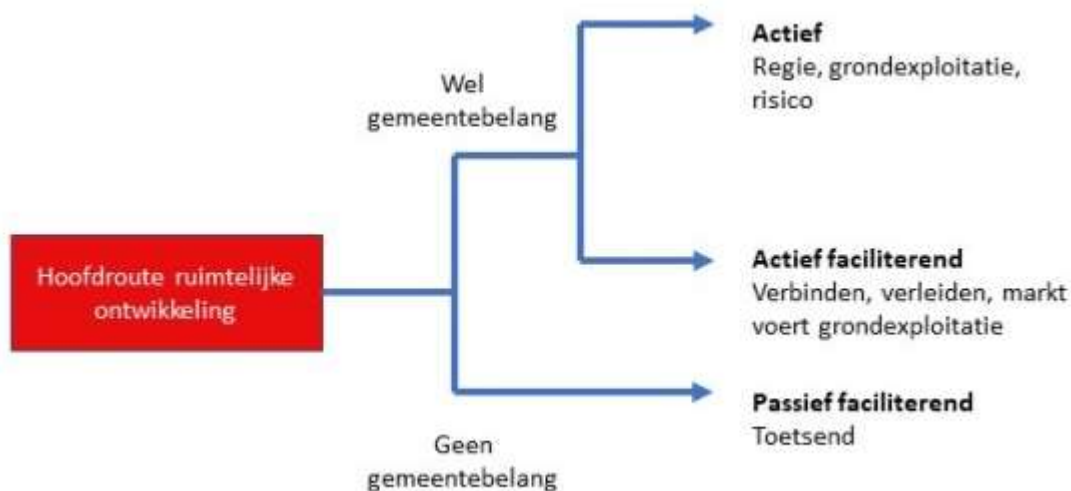 Hoofdroute ruimtelijke
ontwikkeling
Wel
gemeentebelang
Geen
gemeentebelang
Actief
Regie, grondexploitatie,
risico
Actief faciliterend
Verbinden, verleiden, markt
voert grondexploitatie
Passief faciliterend
Toetsend